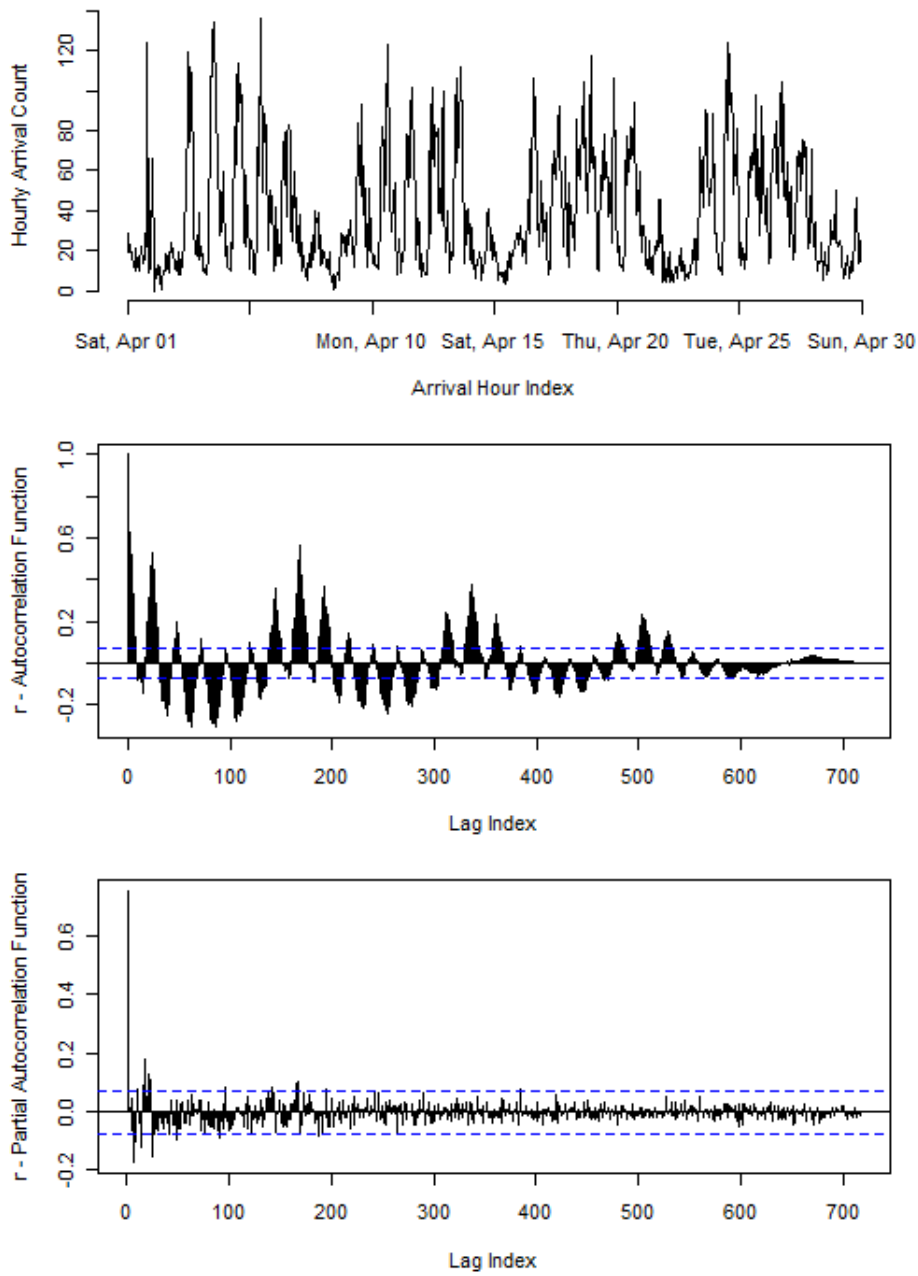 Hourly Arrival Count
0 20 40 60 80 120
Sat, Apr 01 Mon, Apr 10 Sat, Apr 15 Thu, Apr 20 Tue, Apr 25 Sun, Apr 30
Arrival Hour Index
r - Autocorrelation Function
-0.2 0.2 0.6 1.0
0 100 200 300 400 500 600 700
Lag Index
r - Partial Autocorrelation Function
-0.2 0.0 0.2 0.4 0.6
0 100 200 300 400 500 600 700
Lag Index